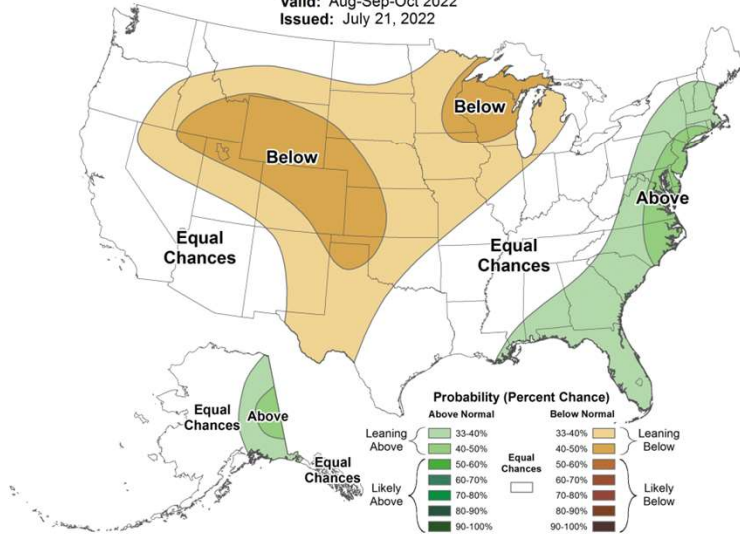 Valid: Aug-Sep-Oct 2022
Issued: July 21, 2022
Below
Below
Above
Equal
Chances
Equal
Chances
Equal
Chances
Above
Equal
Chances
Probability (Percent Chance)
Above Normal
Below Normal
Leaning
Above
33-40%
40-50%
50-60%
60-70%
70-80%
80-90%
90-100%
Likely
Above
Equal
Chances
33-40%
40-50%
50-60%
60-70%
70-80%
80-90%
90-100%
Leaning
Below
Likely
Below